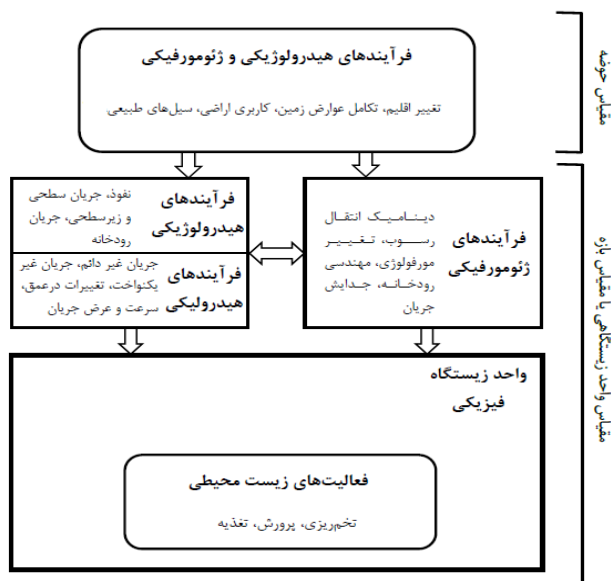 فرآیندهای هیدرولوژیکی و ژئومورفیکی
تغییر اقلیم، تکامل عوارض زمین، کاربری اراضی، سیل‌های طبیعی
مقیاس حوضه
فرآیندهای
ژئومورفیکی
دینامیک انتقال
رسوب، تغییر
مورفولوژی، مهندسی
رودخانه، جدایش
جریان
فرآیندهای
هیدرولوژیکی
نفوذ، جریان سطحی
و زیرسطحی، جریان
رودخانه
فرآیندهای
هیدرولیکی
جریان غیر دائم، جریان غیر
یکنواخت، تغییرات درعمق،
سرعت و عرض جریان
واحد زیستگاه
فیزیکی
فعالیت‌های زیست محیطی
تخم‌ریزی، پرورش، تغذیه
مقیاس واحد زیستگاهی یا مقیاس بازه